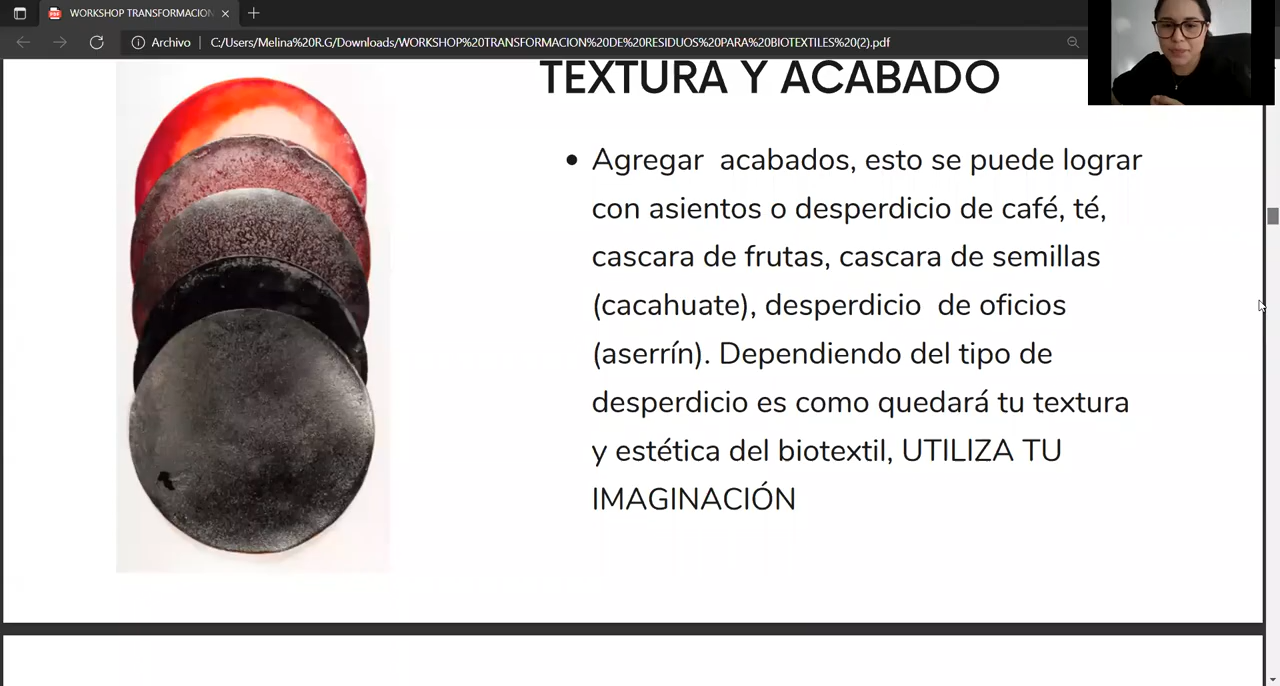 WORKSHOP TRANSFORMACION
Archivo
C:/Users/Melina%20R.G/Downloads/WORKSHOP%20TRANSFORMACION%20DE%20RESIDUOS%20PARA%20BIOTEXTILES%20(2).pdf
TEXTURA Y ACABADO
• Agregar acabados, esto se puede lograr
con asientos o desperdicio de café, té,
cascara de frutas, cascara de semillas
(cacahuate), desperdicio de oficios
(aserrín). Dependiendo del tipo de
desperdicio es como quedará tu textura
y estética del biotextil, UTILIZA TU
IMAGINACIÓN